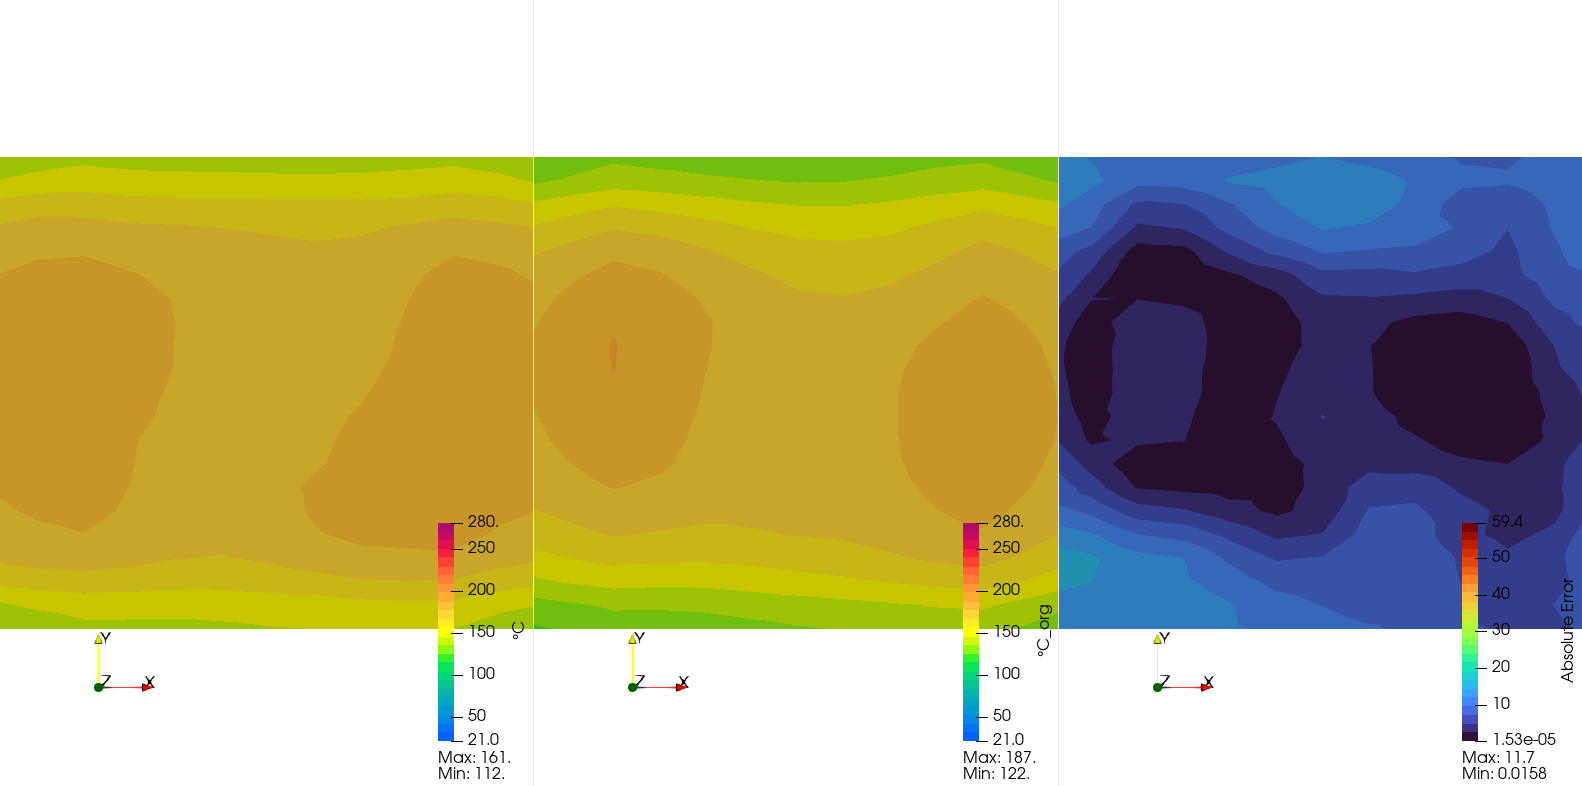 280.
250
200
150
100
50
21.0
°C
Max: 161.
Min: 112.
Y
Z
X
280.
250
200
150
100
50
21.0
°C_org
Max: 187.
Min: 122.
Y
Z
X
59.4
50
40
30
20
10
1.53e-05
Absolute Error
Max: 11.7
Min: 0.0158
Y
Z
X